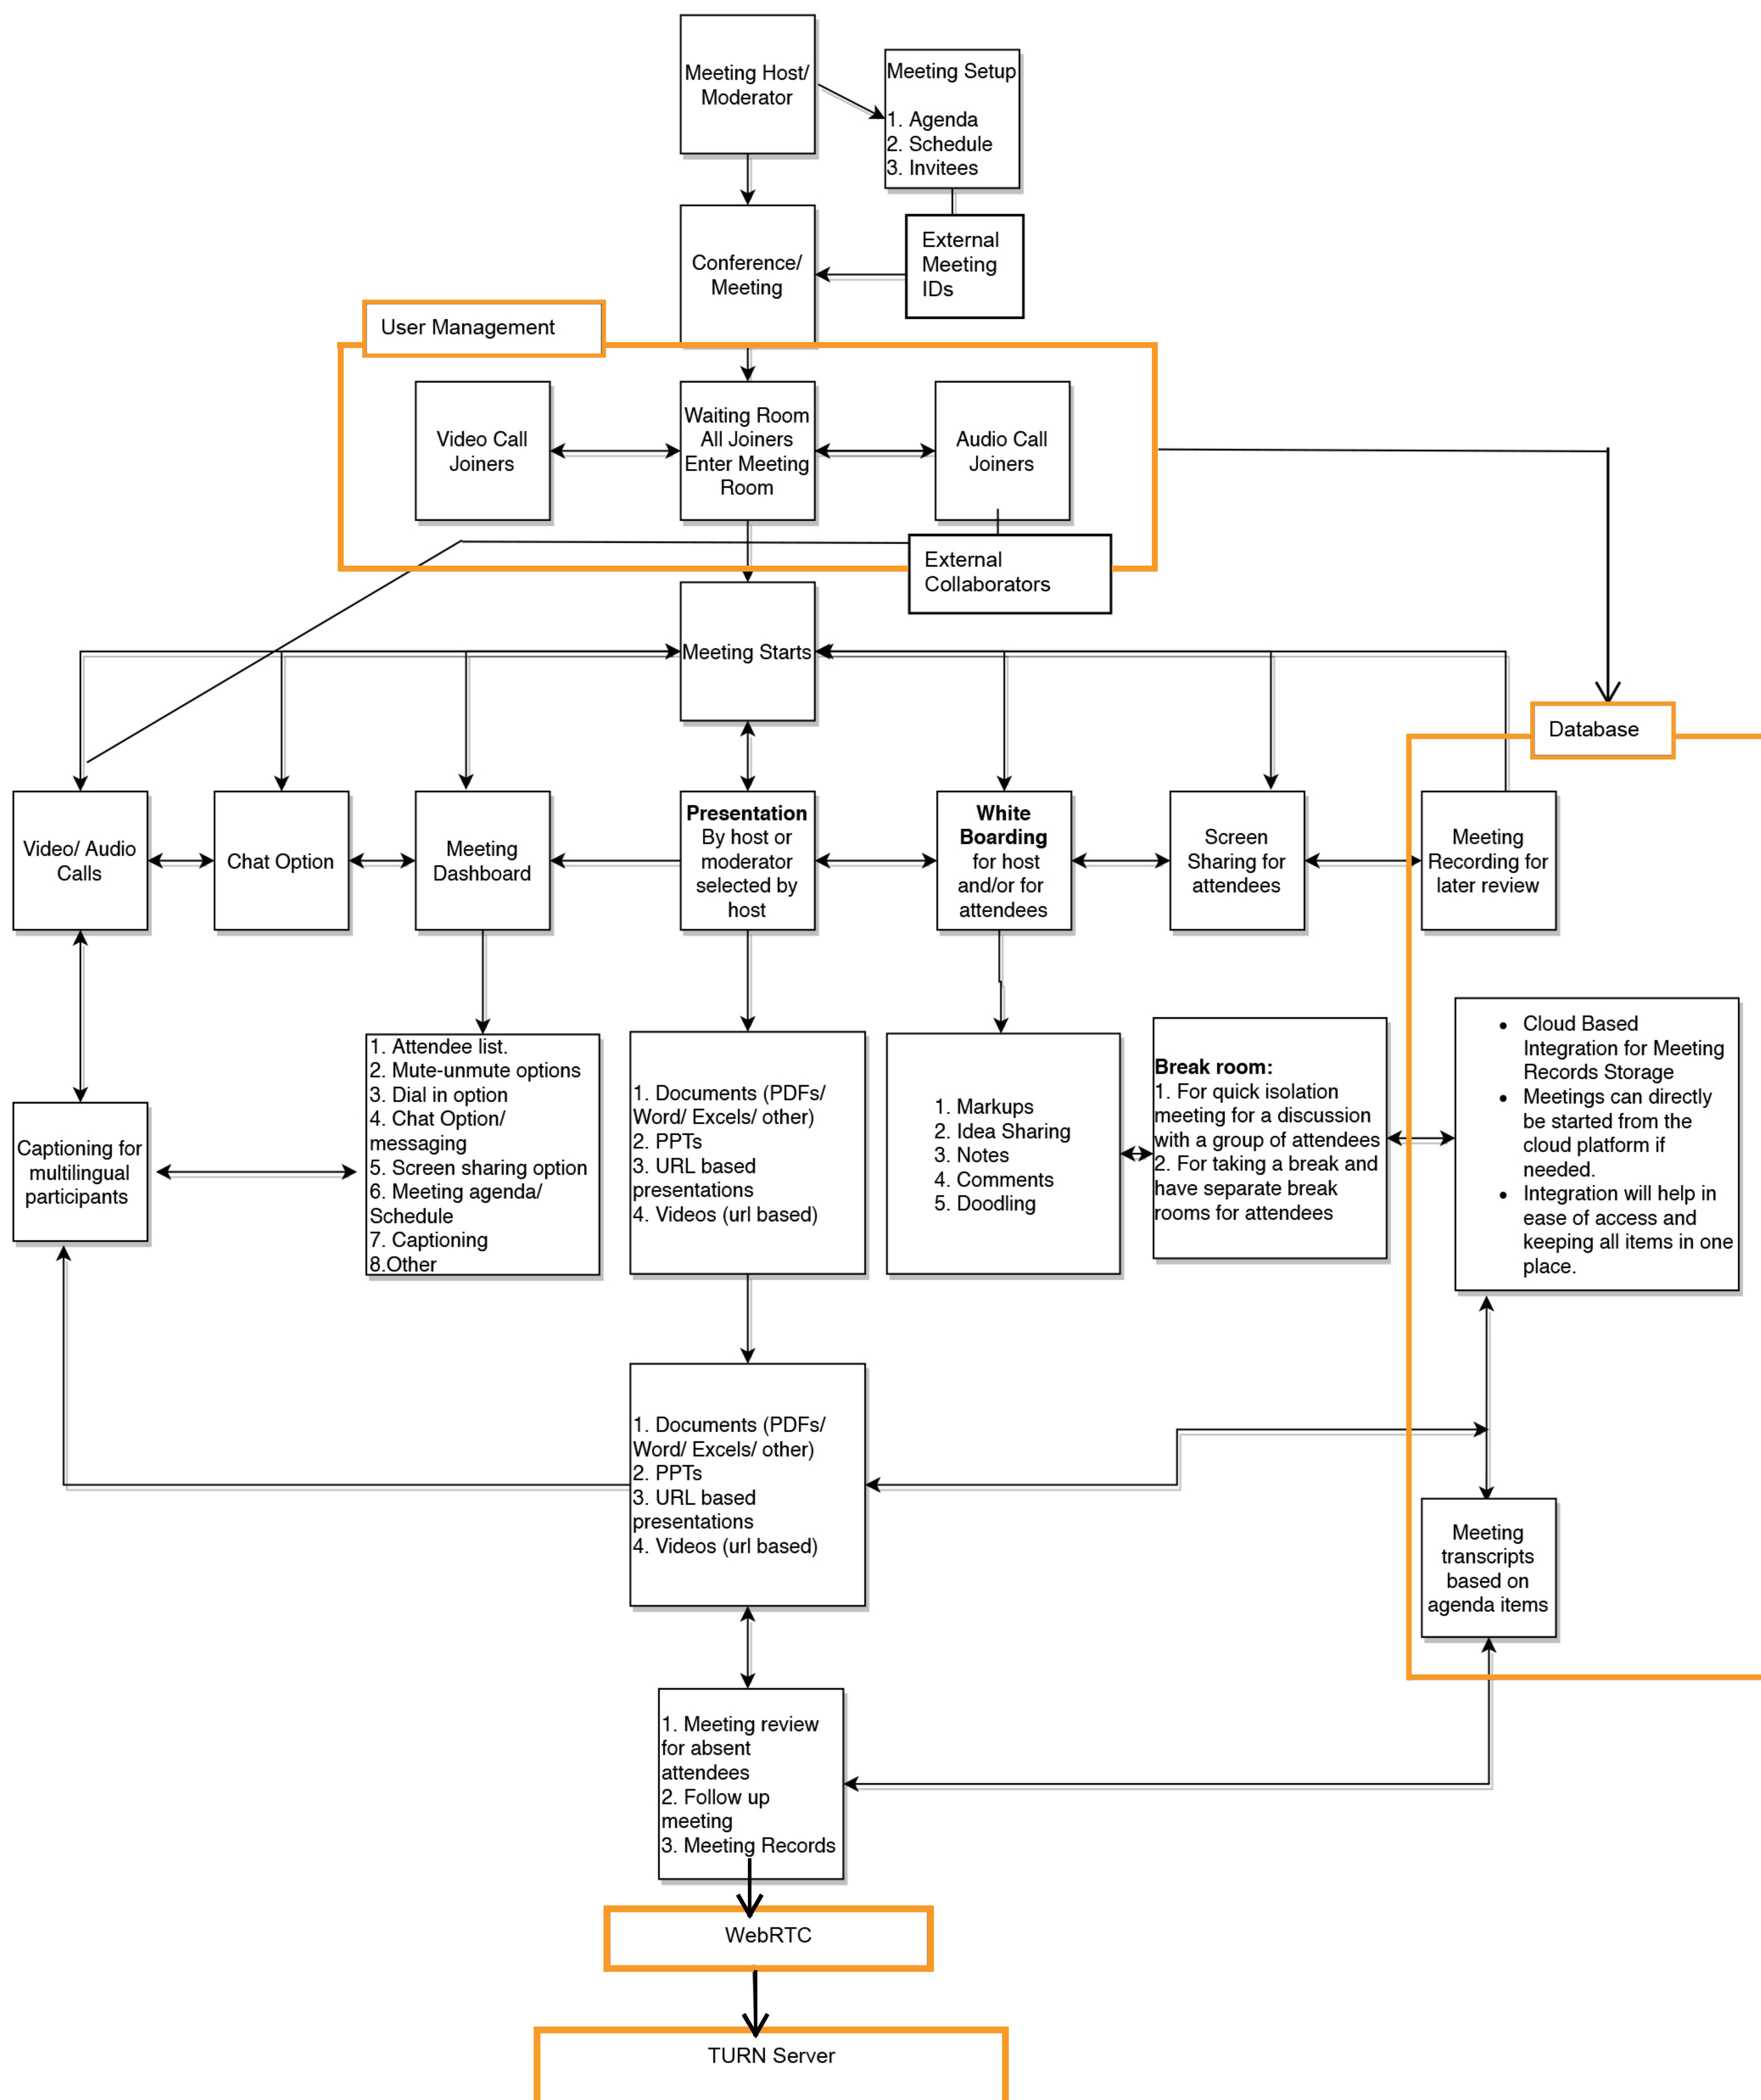 Meeting Host/
Moderator
Meeting Setup
1. Agenda
2. Schedule
3. Invitees
Conference/
Meeting
External
Meeting
IDs
User Management
Video Call
Joiners
Waiting Room
All Joiners
Enter Meeting
Room
Audio Call
Joiners
External
Collaborators
Meeting Starts
Database
Video/ Audio
Calls
Chat Option
Meeting
Dashboard
Presentation
By host or
moderator
selected by
host
White
Boarding
for host
and/or for
attendees
Screen
Sharing for
attendees
Meeting
Recording for
later review
Captioning for
multilingual
participants
1. Attendee list.
2. Mute-unmute options
3. Dial in option
4. Chat Option/
messaging
5. Screen sharing option
6. Meeting agenda/
Schedule
7. Captioning
8.Other
1. Documents (PDFs/
Word/ Excels/ other)
2. PPTs
3. URL based
presentations
4. Videos (url based)
1. Markups
2. Idea Sharing
3. Notes
4. Comments
5. Doodling
Break room:
1. For quick isolation
meeting for a discussion
with a group of attendees
2. For taking a break and
have separate break
rooms for attendees
• Cloud Based
Integration for Meeting
Records Storage
• Meetings can directly
be started from the
cloud platform if
needed.
• Integration will help in
ease of access and
keeping all items in one
place.
1. Documents (PDFs/
Word/ Excels/ other)
2. PPTs
3. URL based
presentations
4. Videos (url based)
Meeting
transcripts
based on
agenda items
1. Meeting review
for absent
attendees
2. Follow up
meeting
3. Meeting Records
WebRTC
TURN Server